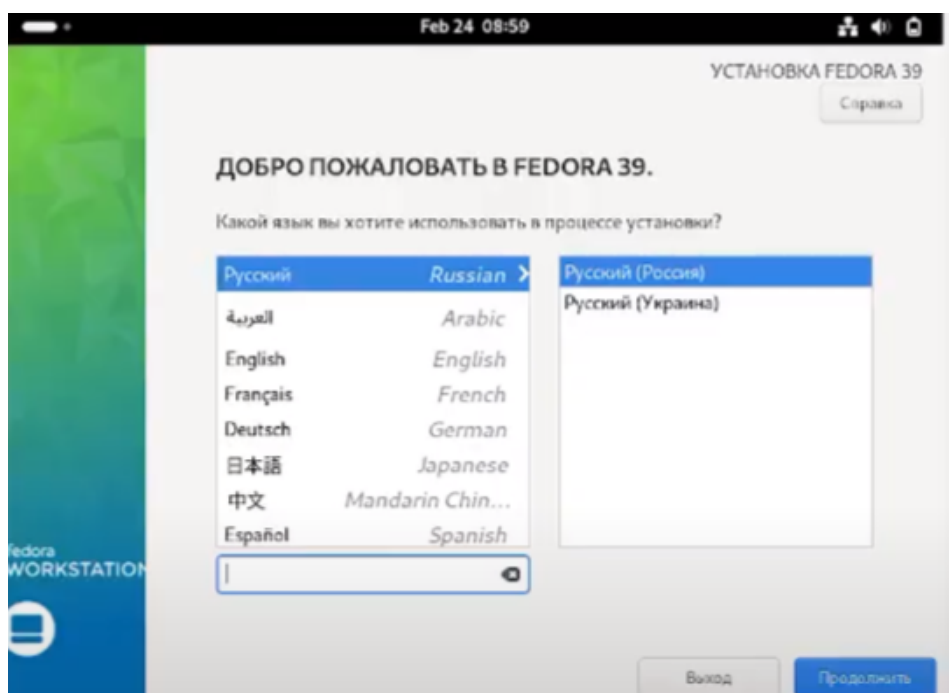 Feb 24 08:59
УСТАНОВКА FEDORA 39
Справка
ДОБРО ПОЖАЛОВАТЬ В FEDORA 39.
Какой язык вы хотите использовать в процессе установки?
Русский Russian
العربية Arabic
English English
Français French
Deutsch German
日本語 Japanese
中文 Mandarin Chin...
Español Spanish
Русский (Россия)
Русский (Украина)
fedora
WORKSTATION
Выход
Продолжить